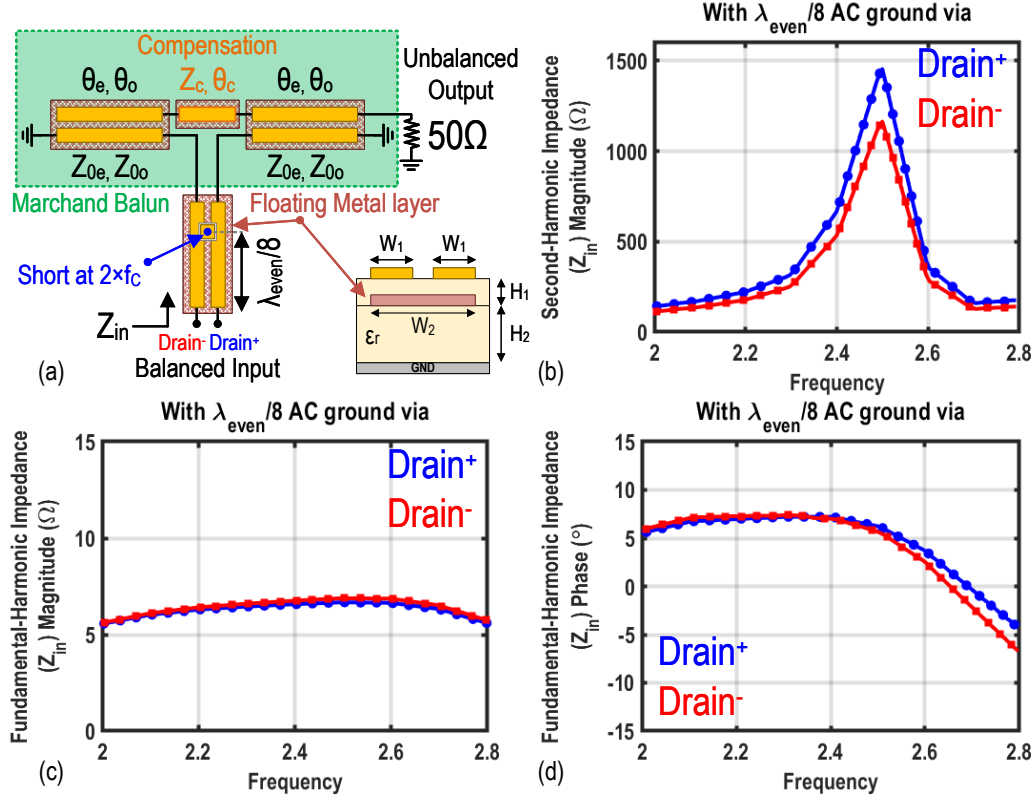 Compensation
θe, θo
Zc, θc
θe, θo
Z0e, Z0o
Z0e, Z0o
Unbalanced
Output
50Ω
Marchand Balun
Floating Metal layer
Short at 2×fC
λeven/8
Zin
Drain-
Drain+
Balanced Input
W1
W1
H1
εr
W2
H2
GND
(a)
With λeven/8 AC ground via
Second-Harmonic Impedance
(Zin) Magnitude (Ω)
1500
1000
500
0
2
2.2
2.4
2.6
2.8
Drain+
Drain-
Frequency
(b)
With λeven/8 AC ground via
Fundamental-Harmonic Impedance
(Zin) Magnitude (Ω)
15
10
5
0
2
2.2
2.4
2.6
2.8
Drain+
Drain-
Frequency
(c)
With λeven/8 AC ground via
Fundamental-Harmonic Impedance
(Zin) Phase (°)
15
10
5
0
-5
-10
-15
2
2.2
2.4
2.6
2.8
Drain+
Drain-
Frequency
(d)